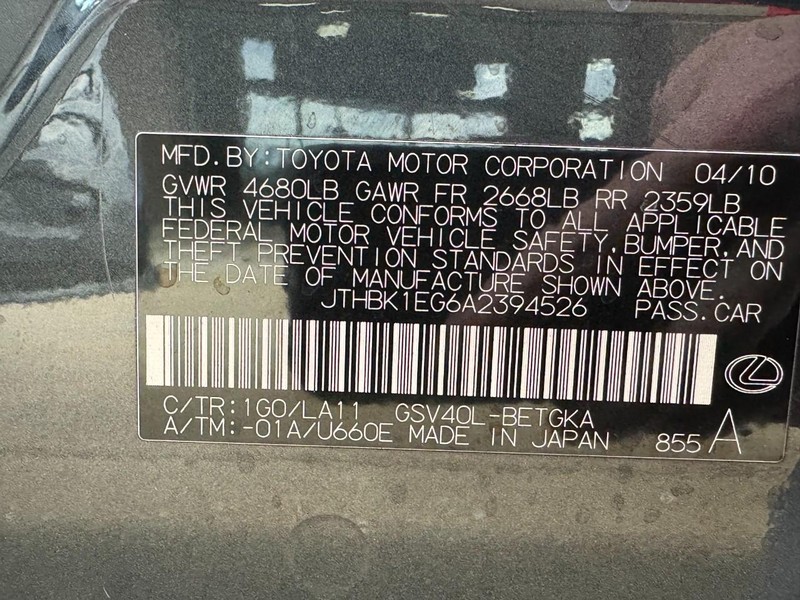 MFD.BY:TOYOTA MOTOR CORPORATION 04/10
GVWR 4680LB GAWR FR 2668LB RR 2359LB
THIS VEHICLE CONFORMS TO ALL APPLICABLE
FEDERAL MOTOR VEHICLE SAFETY,BUMPER,AND
THEFT PREVENTION STANDARDS IN EFFECT ON
THE DATE OF MANUFACTURE SHOWN ABOVE.
JTHBK1EG6A2394526 PASS.CAR
C/TR:1G0/LA11 GSV40L-BETGKA
A/TM:-01A/U660E MADE IN JAPAN 855 A